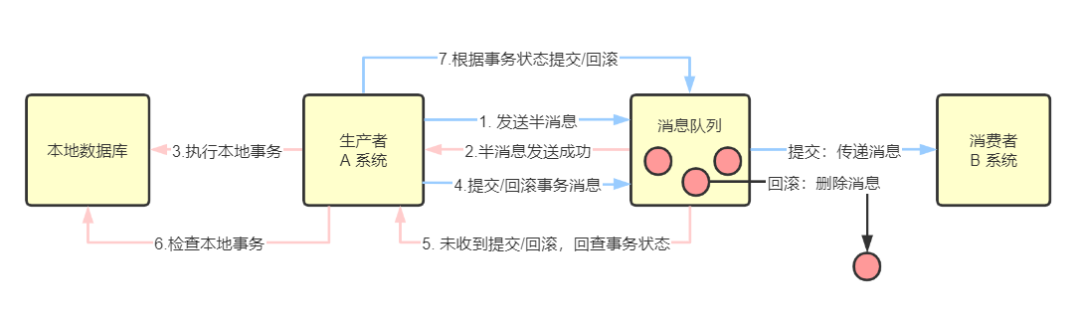 7.根据事务状态提交/回滚
本地数据库
3.执行本地事务
生产者
A 系统
1. 发送半消息
2.半消息发送成功
4.提交/回滚事务消息
消息队列
提交：传递消息
回滚：删除消息
消费者
B 系统
6.检查本地事务
5. 未收到提交/回滚，回查事务状态